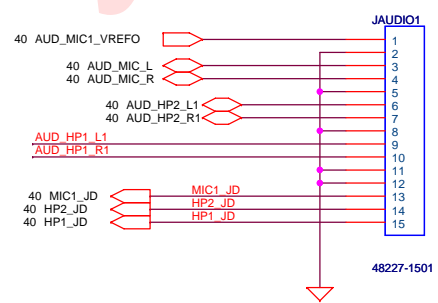 JAUDIO1
40 AUD_MIC1_VREFO
1
2
40 AUD_MIC_L
3
40 AUD_MIC_R
4
5
40 AUD_HP2_L1
6
40 AUD_HP2_R1
7
8
AUD_HP1_L1
9
AUD_HP1_R1
10
11
12
40 MIC1_JD
MIC1_JD
13
40 HP2_JD
HP2_JD
14
40 HP1_JD
HP1_JD
15
48227-1501